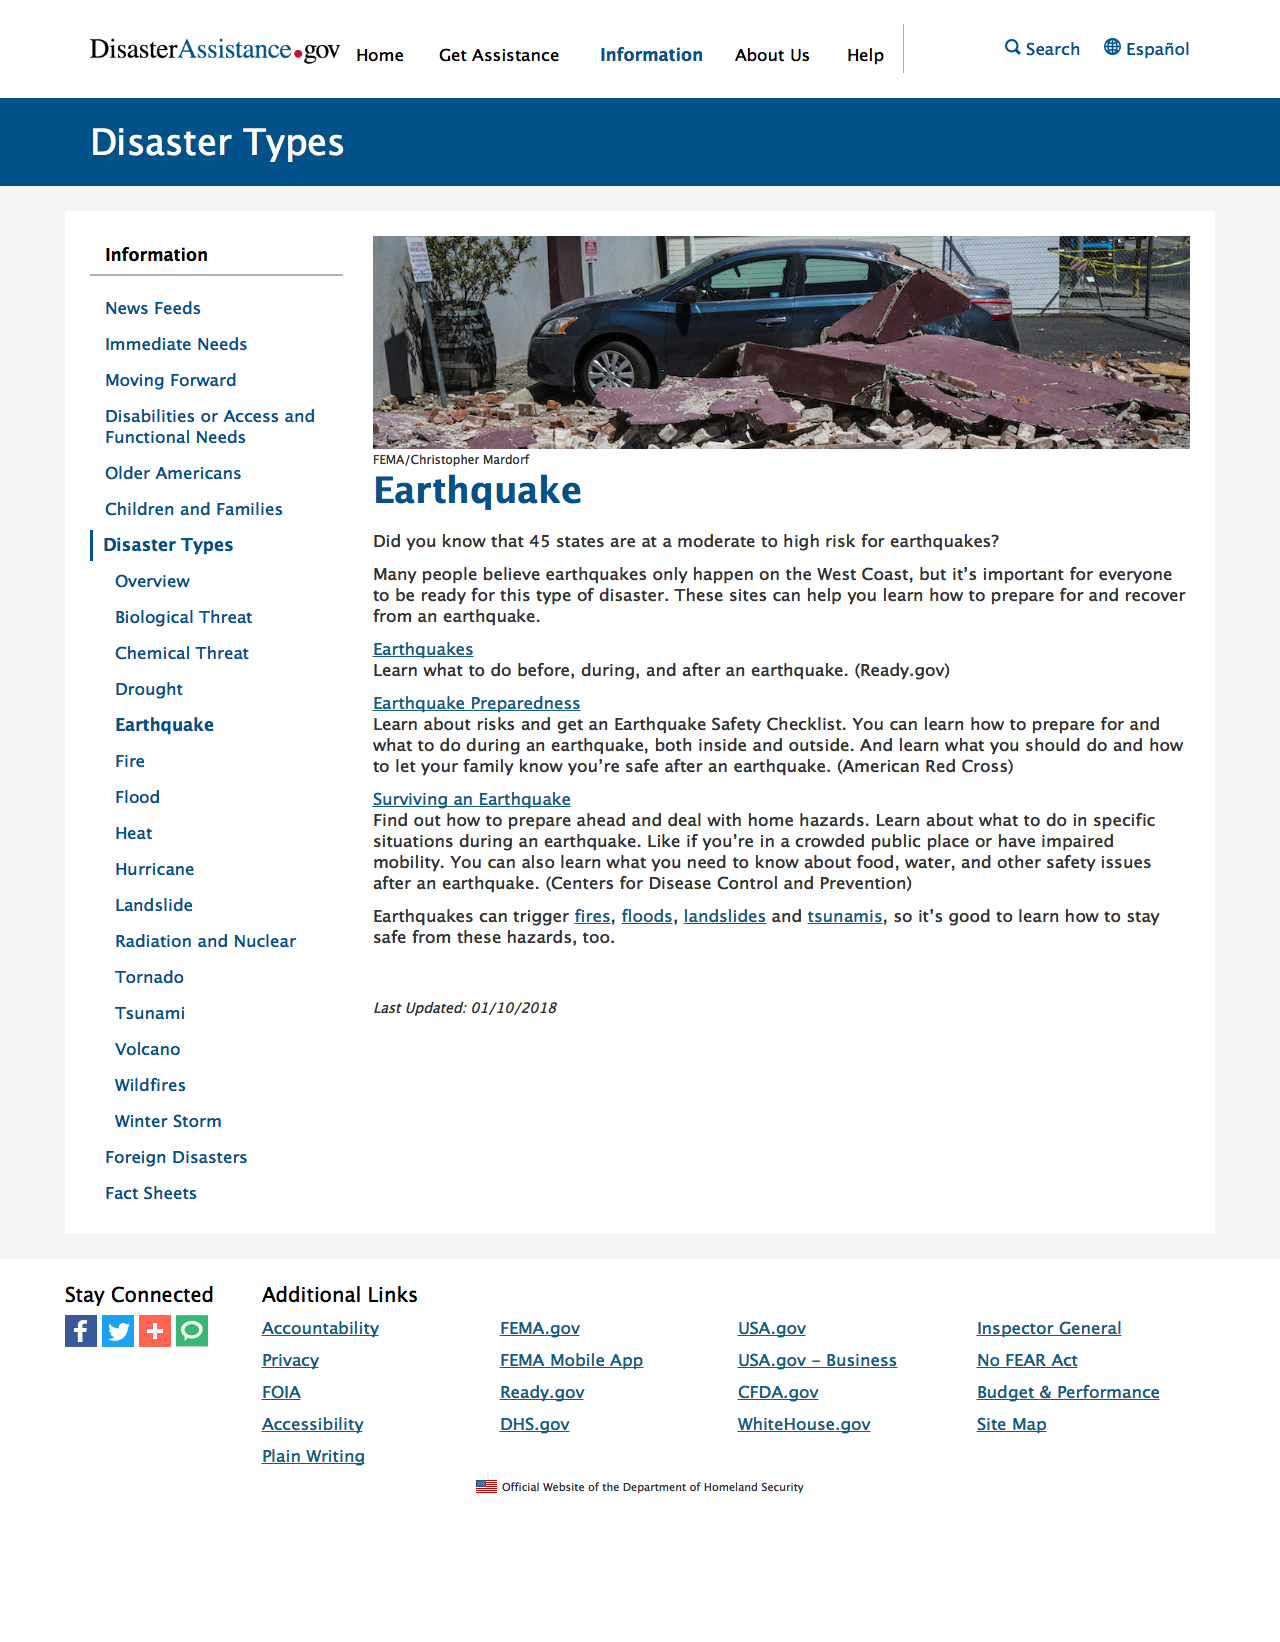 DisasterAssistance.gov
Home
Get Assistance
Information
About Us
Help
Search
Español
Disaster Types
Information
News Feeds
Immediate Needs
Moving Forward
Disabilities or Access and
Functional Needs
Older Americans
Children and Families
Disaster Types
Overview
Biological Threat
Chemical Threat
Drought
Earthquake
Fire
Flood
Heat
Hurricane
Landslide
Radiation and Nuclear
Tornado
Tsunami
Volcano
Wildfires
Winter Storm
Foreign Disasters
Fact Sheets
FEMA/Christopher Mardorf
Earthquake
Did you know that 45 states are at a moderate to high risk for earthquakes?
Many people believe earthquakes only happen on the West Coast, but it’s important for everyone
to be ready for this type of disaster. These sites can help you learn how to prepare for and recover
from an earthquake.
Earthquakes
Learn what to do before, during, and after an earthquake. (Ready.gov)
Earthquake Preparedness
Learn about risks and get an Earthquake Safety Checklist. You can learn how to prepare for and
what to do during an earthquake, both inside and outside. And learn what you should do and how
to let your family know you’re safe after an earthquake. (American Red Cross)
Surviving an Earthquake
Find out how to prepare ahead and deal with home hazards. Learn about what to do in specific
situations during an earthquake. Like if you’re in a crowded public place or have impaired
mobility. You can also learn what you need to know about food, water, and other safety issues
after an earthquake. (Centers for Disease Control and Prevention)
Earthquakes can trigger fires, floods, landslides and tsunamis, so it’s good to learn how to stay
safe from these hazards, too.
Last Updated: 01/10/2018
Stay Connected
Additional Links
Accountability
Privacy
FOIA
Accessibility
Plain Writing
FEMA.gov
FEMA Mobile App
Ready.gov
DHS.gov
USA.gov
USA.gov – Business
CFDA.gov
WhiteHouse.gov
Inspector General
No FEAR Act
Budget & Performance
Site Map
Official Website of the Department of Homeland Security